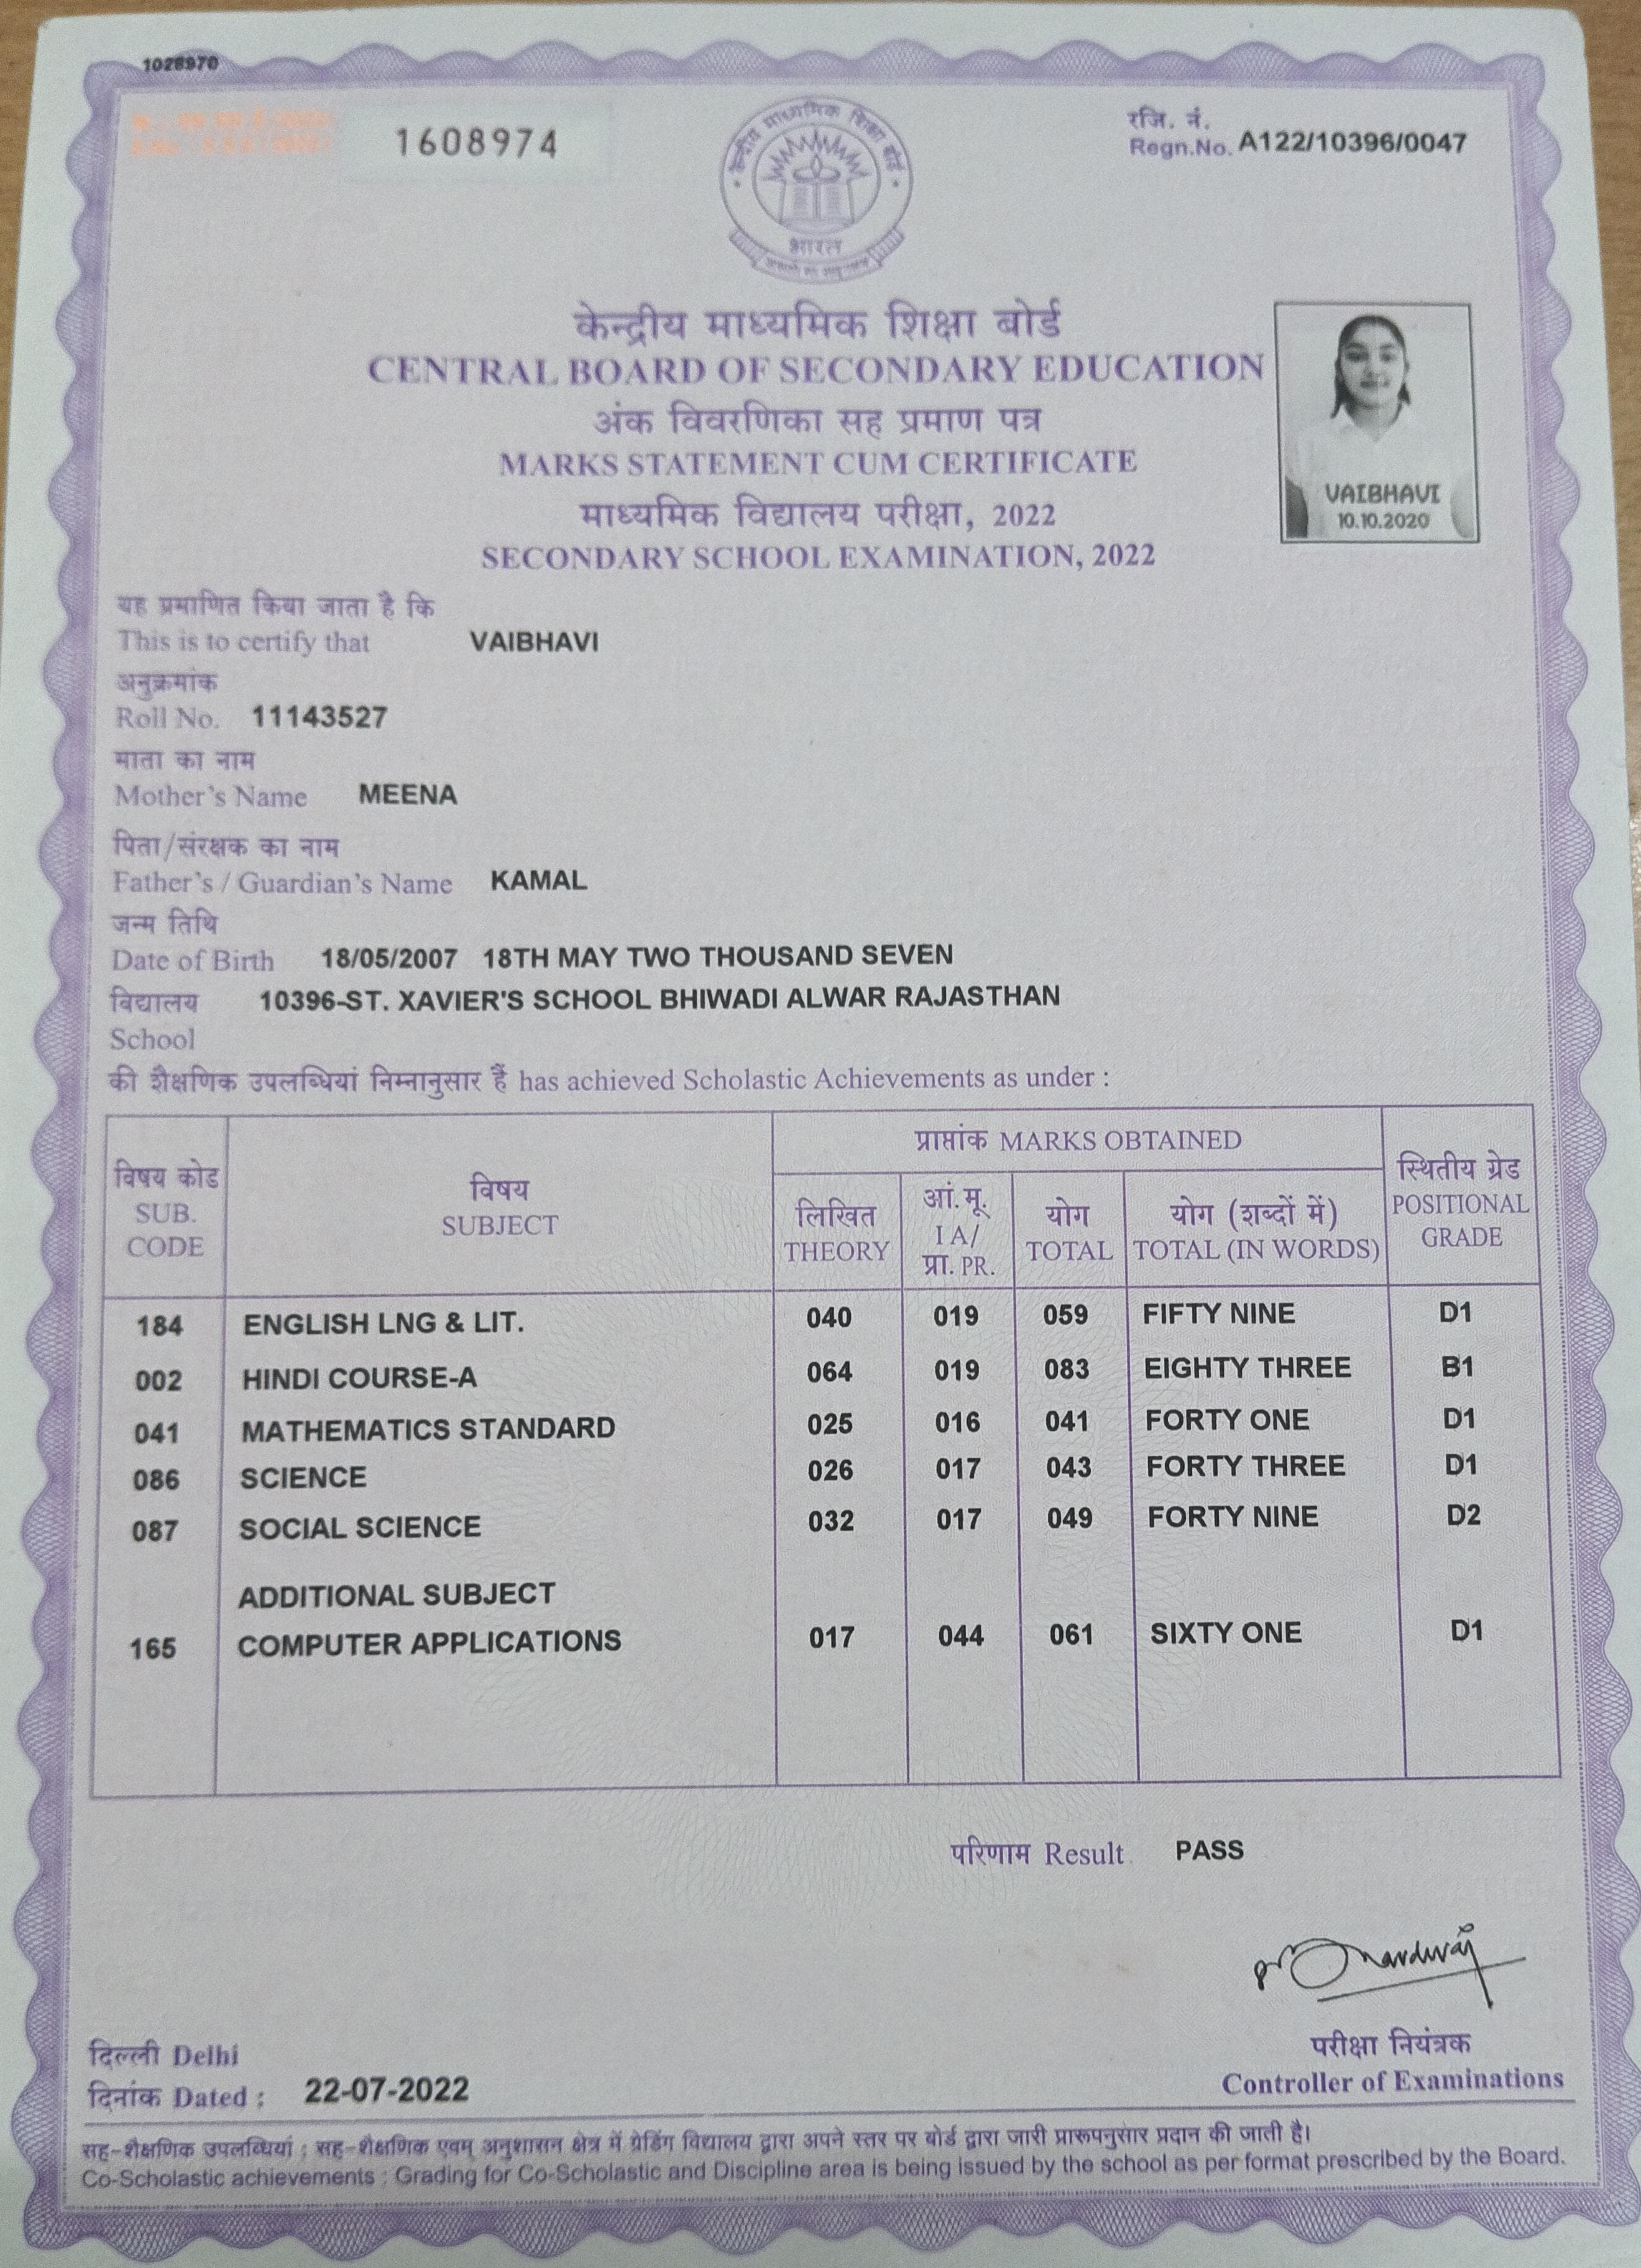 1028970
1608974
रजि. नं.
Regn.No. A122/10396/0047
केन्द्रीय माध्यमिक शिक्षा बोर्ड
भारत
केन्द्रीय माध्यमिक शिक्षा बोर्ड
CENTRAL BOARD OF SECONDARY EDUCATION
अंक विवरणिका सह प्रमाण पत्र
MARKS STATEMENT CUM CERTIFICATE
माध्यमिक विद्यालय परीक्षा, 2022
SECONDARY SCHOOL EXAMINATION, 2022
VAIBHAVI
10.10.2020
यह प्रमाणित किया जाता है कि
This is to certify that VAIBHAVI
अनुक्रमांक
Roll No. 11143527
माता का नाम
Mother's Name MEENA
पिता/संरक्षक का नाम
Father's / Guardian's Name KAMAL
जन्म तिथि
Date of Birth 18/05/2007 18TH MAY TWO THOUSAND SEVEN
विद्यालय 10396-ST. XAVIER'S SCHOOL BHIWADI ALWAR RAJASTHAN
School
की शैक्षणिक उपलब्धियां निम्नानुसार हैं has achieved Scholastic Achievements as under :
विषय कोड
SUB.
CODE
विषय
SUBJECT
प्राप्तांक MARKS OBTAINED
लिखित
THEORY
आं.मू.
I A/
प्रा. PR.
योग
TOTAL
योग (शब्दों में)
TOTAL (IN WORDS)
स्थितीय ग्रेड
POSITIONAL
GRADE
184 ENGLISH LNG & LIT. 040 019 059 FIFTY NINE D1
002 HINDI COURSE-A 064 019 083 EIGHTY THREE B1
041 MATHEMATICS STANDARD 025 016 041 FORTY ONE D1
086 SCIENCE 026 017 043 FORTY THREE D1
087 SOCIAL SCIENCE 032 017 049 FORTY NINE D2
ADDITIONAL SUBJECT
165 COMPUTER APPLICATIONS 017 044 061 SIXTY ONE D1
परिणाम Result PASS
दिल्ली Delhi
दिनांक Dated : 22-07-2022
परीक्षा नियंत्रक
Controller of Examinations
सह-शैक्षणिक उपलब्धियां : सह-शैक्षणिक एवम् अनुशासन क्षेत्र में ग्रेडिंग विद्यालय द्वारा अपने स्तर पर बोर्ड द्वारा जारी प्रारूपनुसार प्रदान की जाती है।
Co-Scholastic achievements : Grading for Co-Scholastic and Discipline area is being issued by the school as per format prescribed by the Board.